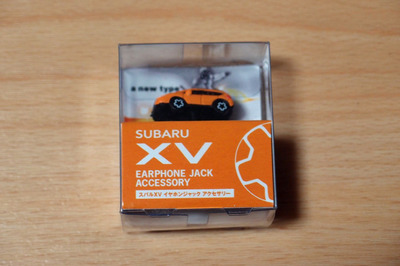 a new type
SUBARU
XV
EARPHONE JACK
ACCESSORY
スバルXV イヤホンジャック アクセサリー